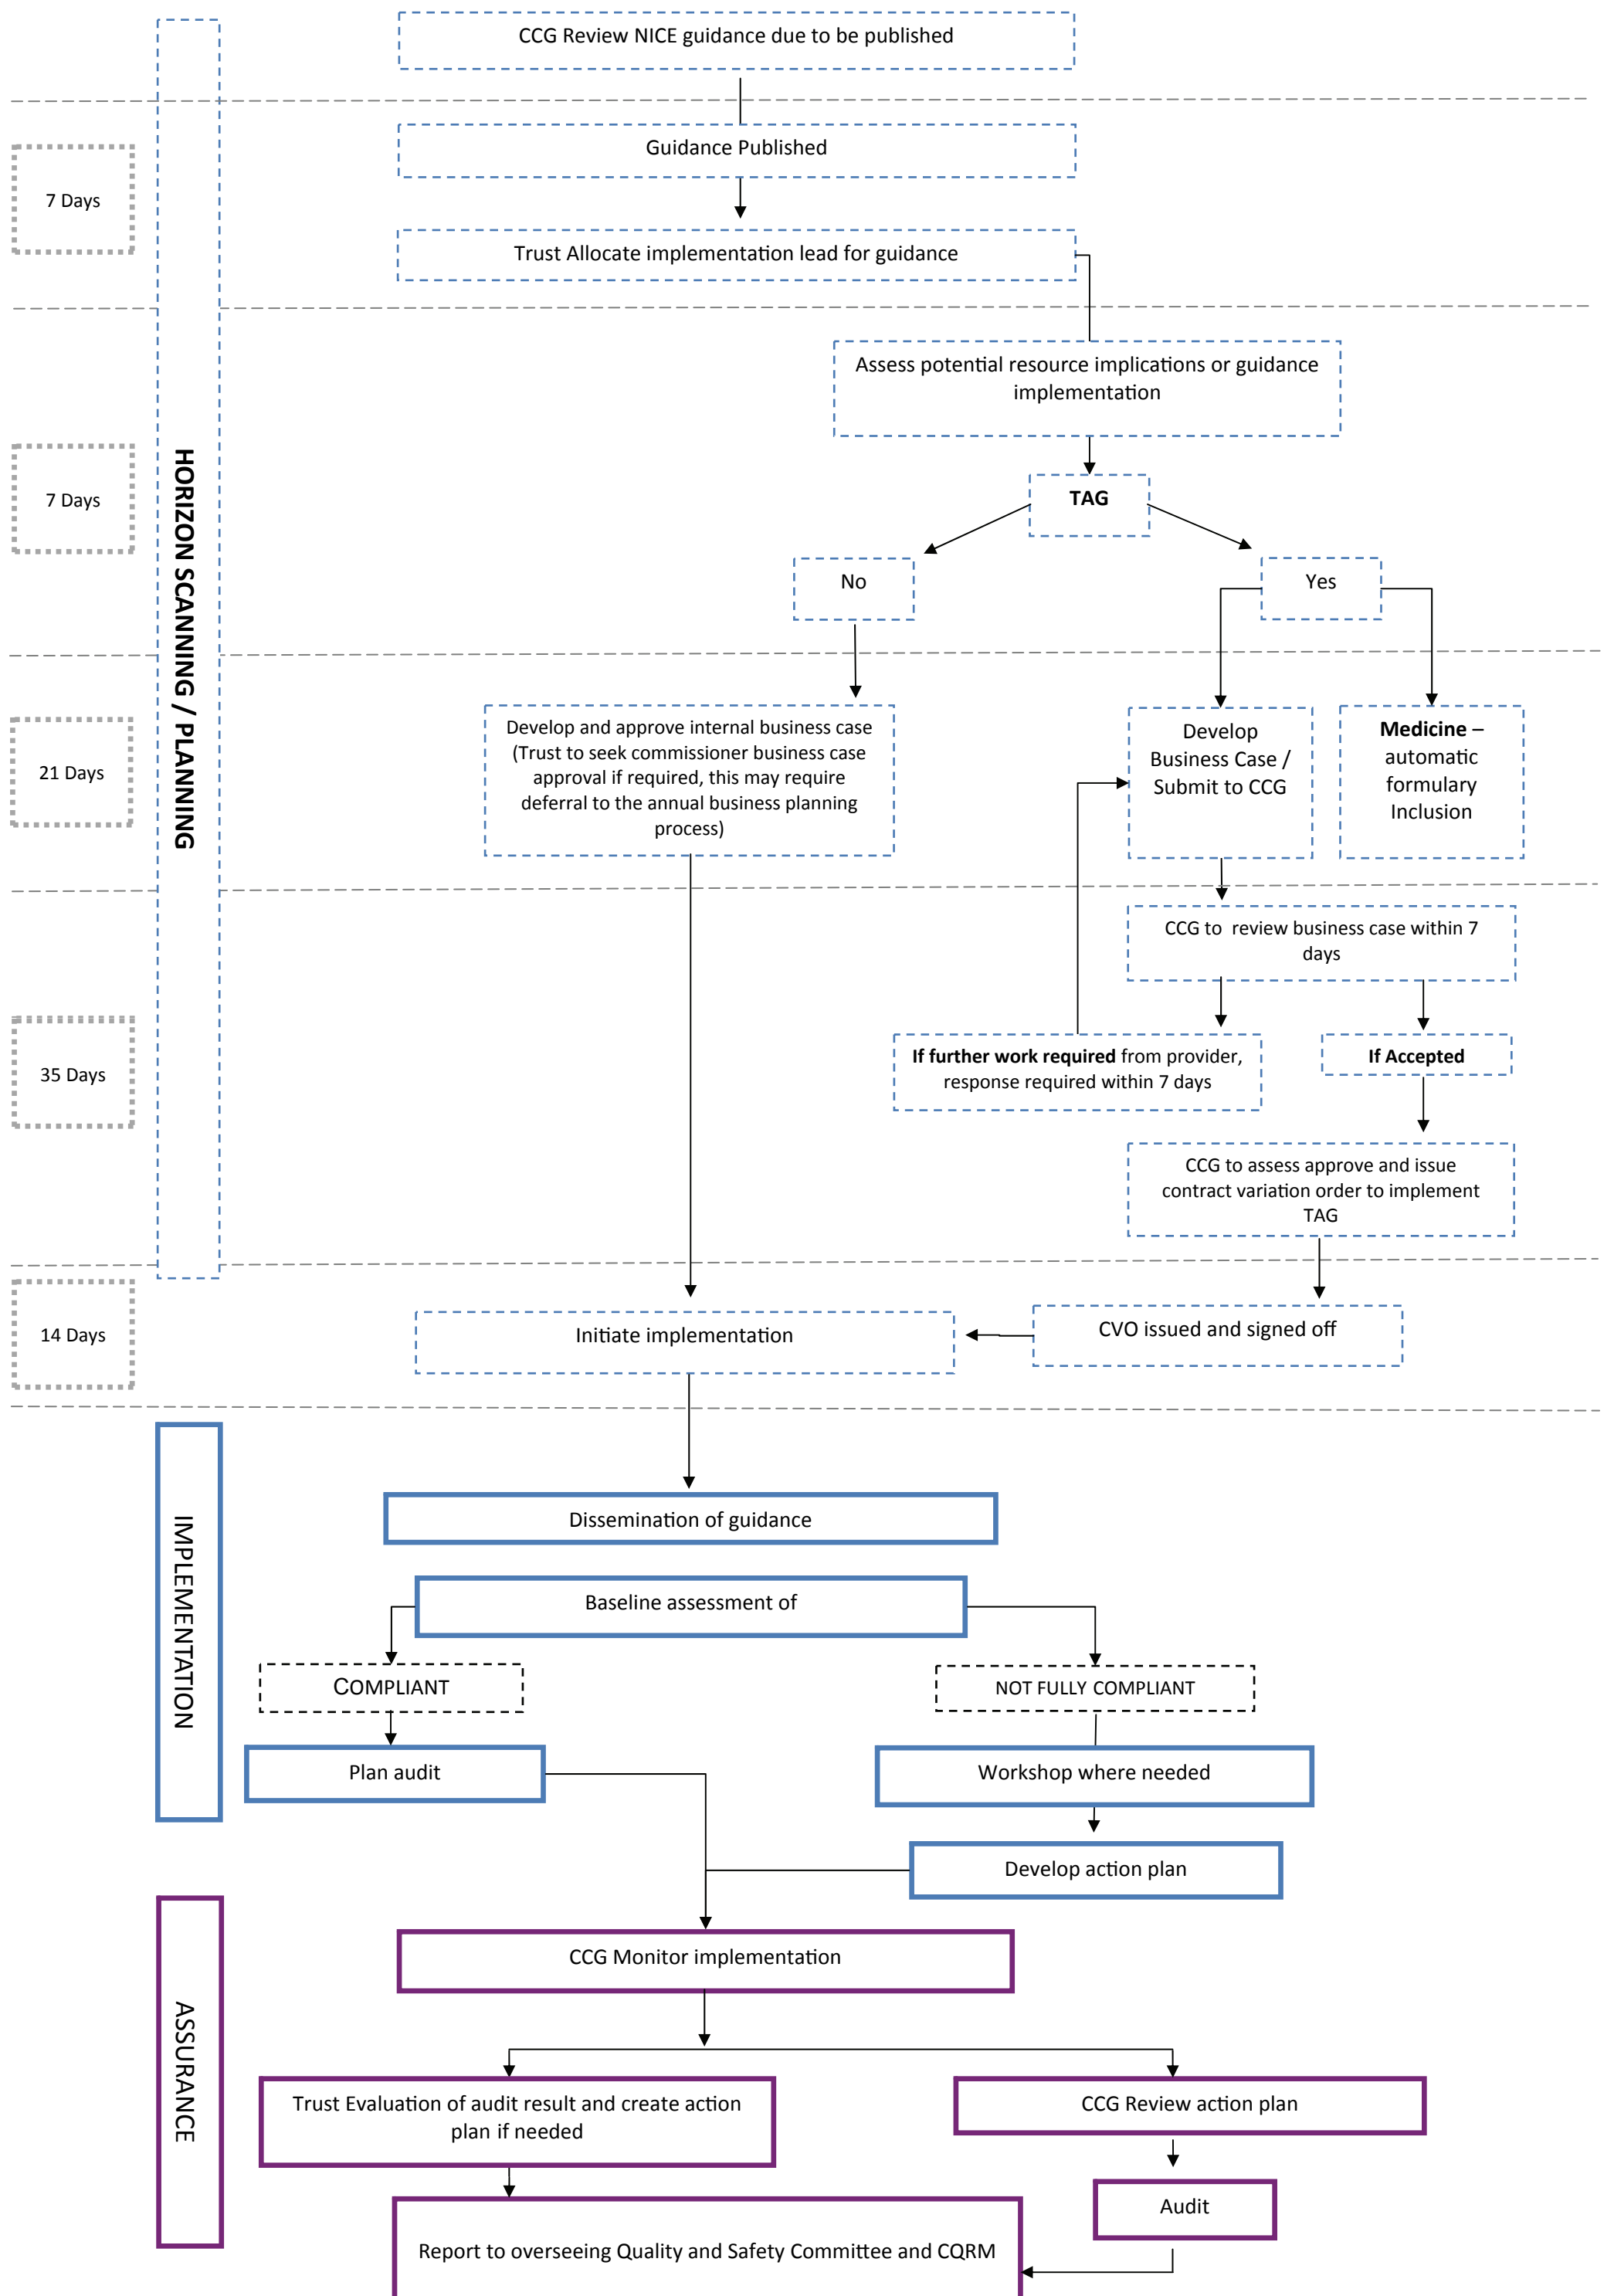 CCG Review NICE guidance due to be published
Guidance Published
7 Days
Trust Allocate implementation lead for guidance
HORIZON SCANNING / PLANNING
Assess potential resource implications or guidance
implementation
7 Days
TAG
No
Yes
21 Days
Develop and approve internal business case
(Trust to seek commissioner business case
approval if required, this may require
deferral to the annual business planning
process)
Develop
Business Case /
Submit to CCG
Medicine –
automatic
formulary
Inclusion
CCG to review business case within 7
days
35 Days
If further work required from provider,
response required within 7 days
If Accepted
CCG to assess approve and issue
contract variation order to implement
TAG
14 Days
Initiate implementation
CVO issued and signed off
IMPLEMENTATION
Dissemination of guidance
Baseline assessment of
COMPLIANT
NOT FULLY COMPLIANT
Plan audit
Workshop where needed
Develop action plan
ASSURANCE
CCG Monitor implementation
Trust Evaluation of audit result and create action
plan if needed
CCG Review action plan
Audit
Report to overseeing Quality and Safety Committee and CQRM